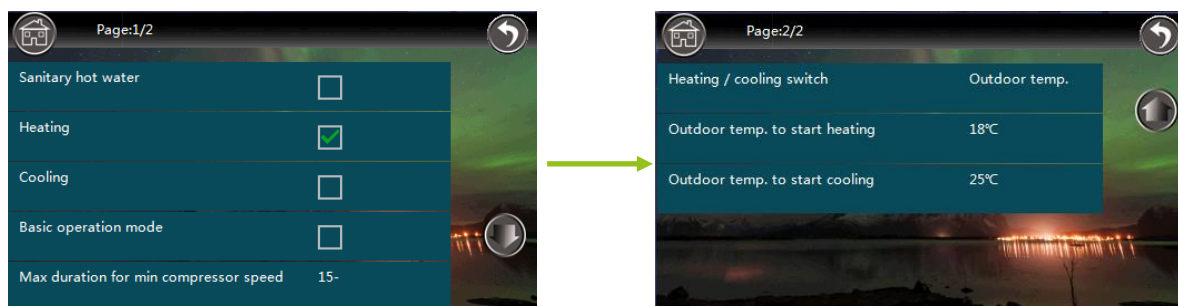 Page:1/2
Sanitary hot water
Heating
Cooling
Basic operation mode
Max duration for min compressor speed 15-
Page:2/2
Heating / cooling switch Outdoor temp.
Outdoor temp. to start heating 18℃
Outdoor temp. to start cooling 25℃